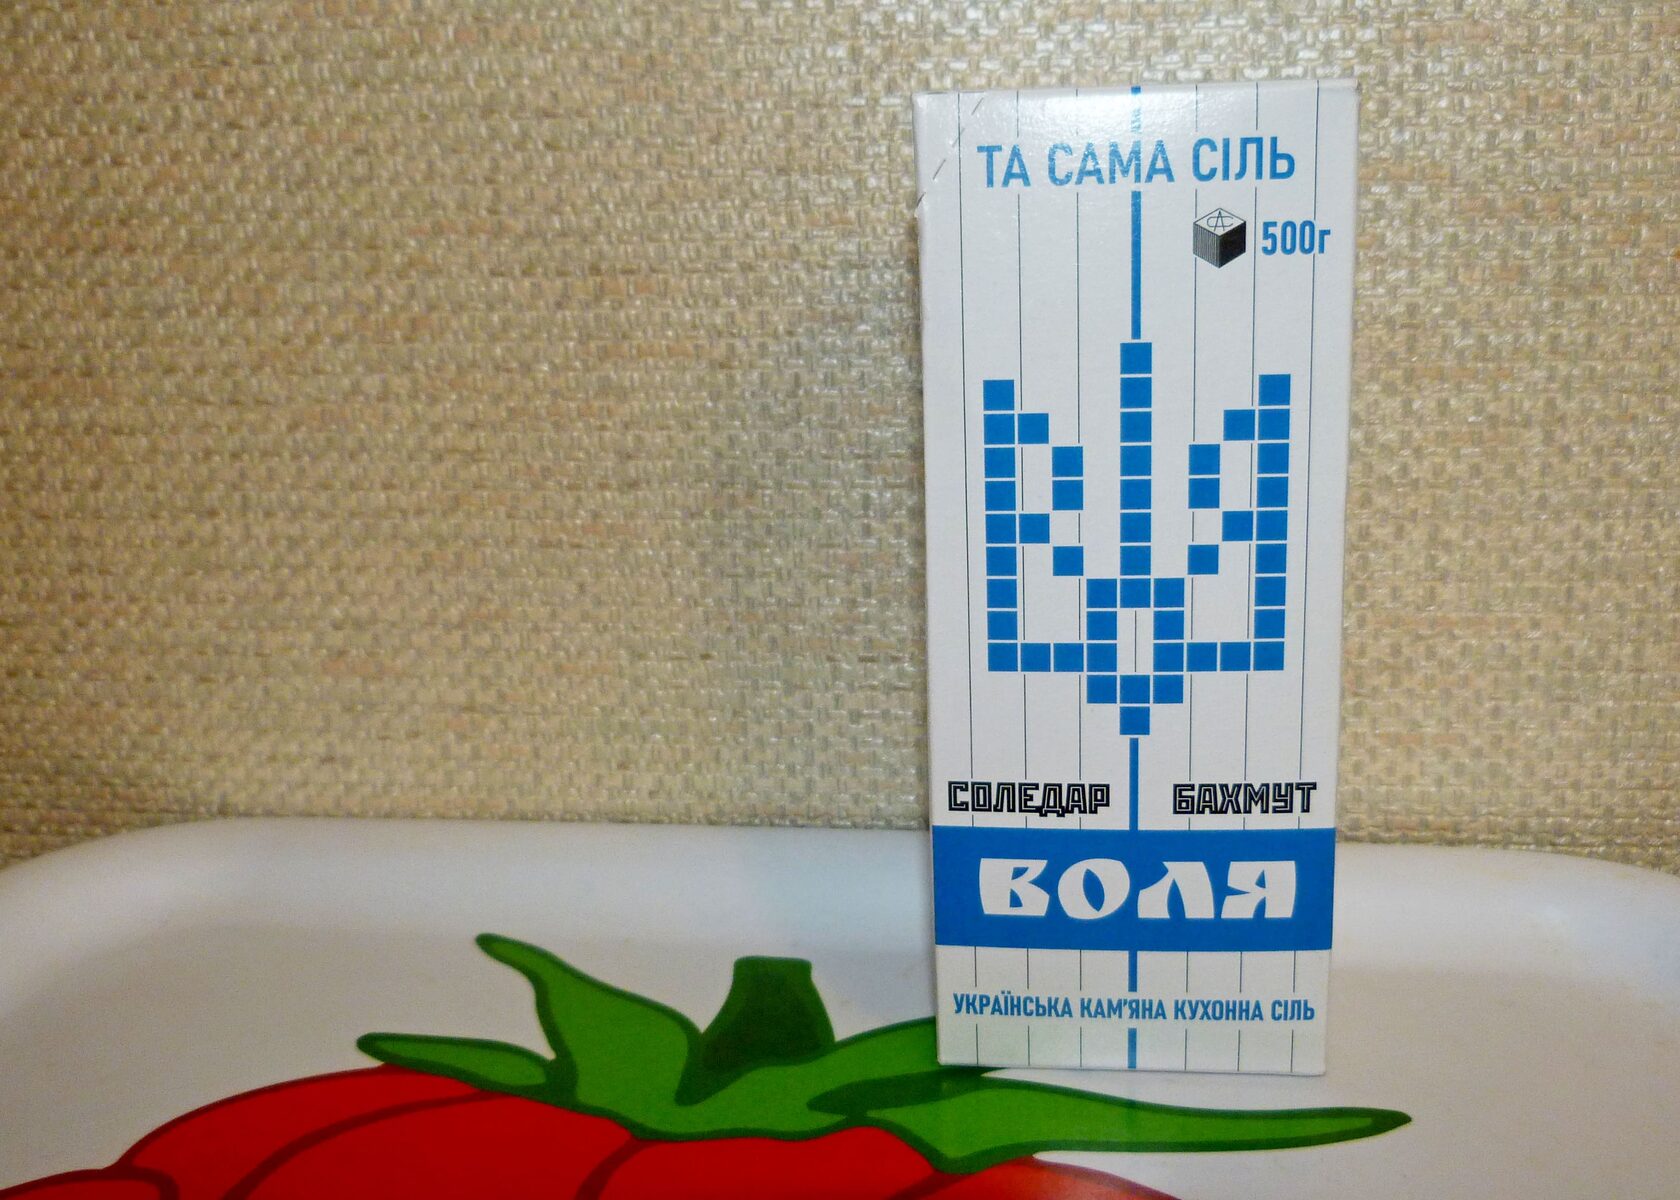 ТА САМА СІЛЬ
500г
СОЛЕДАР БАХМУТ
ВОЛЯ
УКРАЇНСЬКА КАМ'ЯНА КУХОННА СІЛЬ